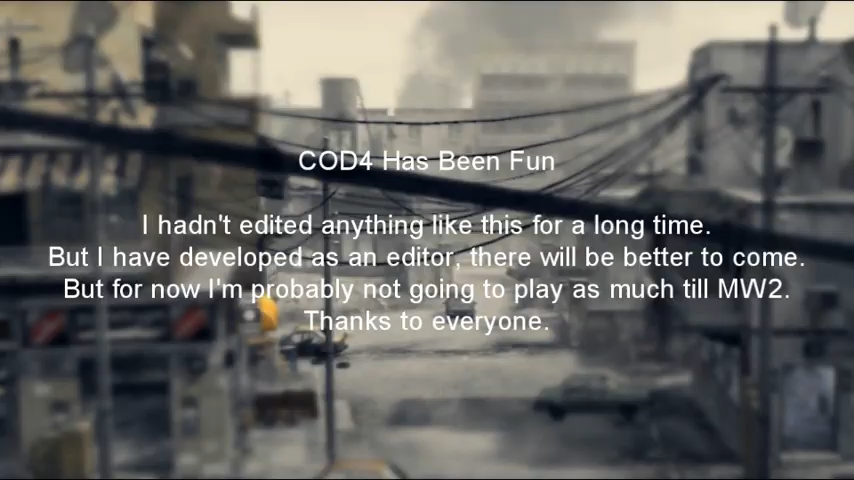 COD4 Has Been Fun
I hadn't edited anything like this for a long time.
But I have developed as an editor, there will be better to come.
But for now I'm probably not going to play as much till MW2.
Thanks to everyone.